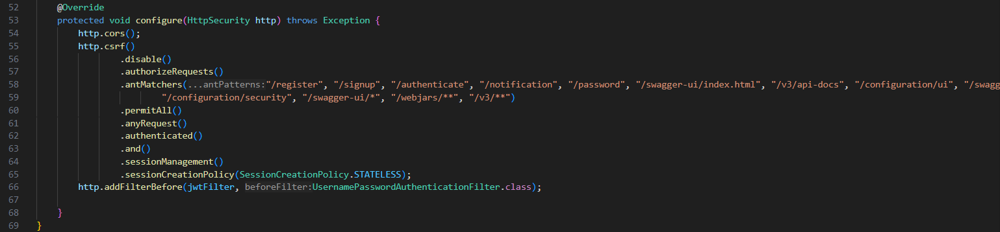 52 @Override
53 protected void configure(HttpSecurity http) throws Exception {
54 http.cors();
55 http.csrf()
56 .disable()
57 .authorizeRequests()
58 .antMatchers(...antPatterns:"/register", "/signup", "/authenticate", "/notification", "/password", "/swagger-ui/index.html", "/v3/api-docs", "/configuration/ui", "/swagg
59 "/configuration/security", "/swagger-ui/*", "/webjars/**", "/v3/**")
60 .permitAll()
61 .anyRequest()
62 .authenticated()
63 .and()
64 .sessionManagement()
65 .sessionCreationPolicy(SessionCreationPolicy.STATELESS);
66 http.addFilterBefore(jwtFilter, beforeFilter:UsernamePasswordAuthenticationFilter.class);
67
68 }
69 }